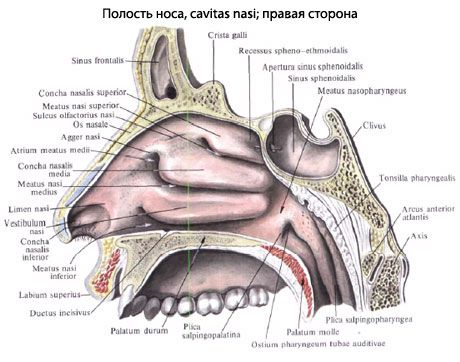 Полость носа, cavitas nasi; правая сторона
Sinus frontalis
Concha nasalis superior
Meatus nasi superior
Sulcus olfactorius nasi
Os nasale
Agger nasi
Atrium meatus medii
Concha nasalis
media
Meatus nasi
medius
Limen nasi
Vestibulum
nasi
Concha
nasalis
inferior
Meatus nasi
inferior
Labium superius
Ductus incisivus
Palatum durum
Plica
salpingopalatina
Crista galli
Recessus spheno-ethmoidalis
Apertura sinus sphenoidalis
Sinus sphenoidalis
Meatus nasopharyngeus
Clivus
Tonsilla pharyngealis
Arcus anterior
atlantis
Axis
Plica salpingopharyngea
Palatum molle
Ostium pharyngeum tubae auditivae